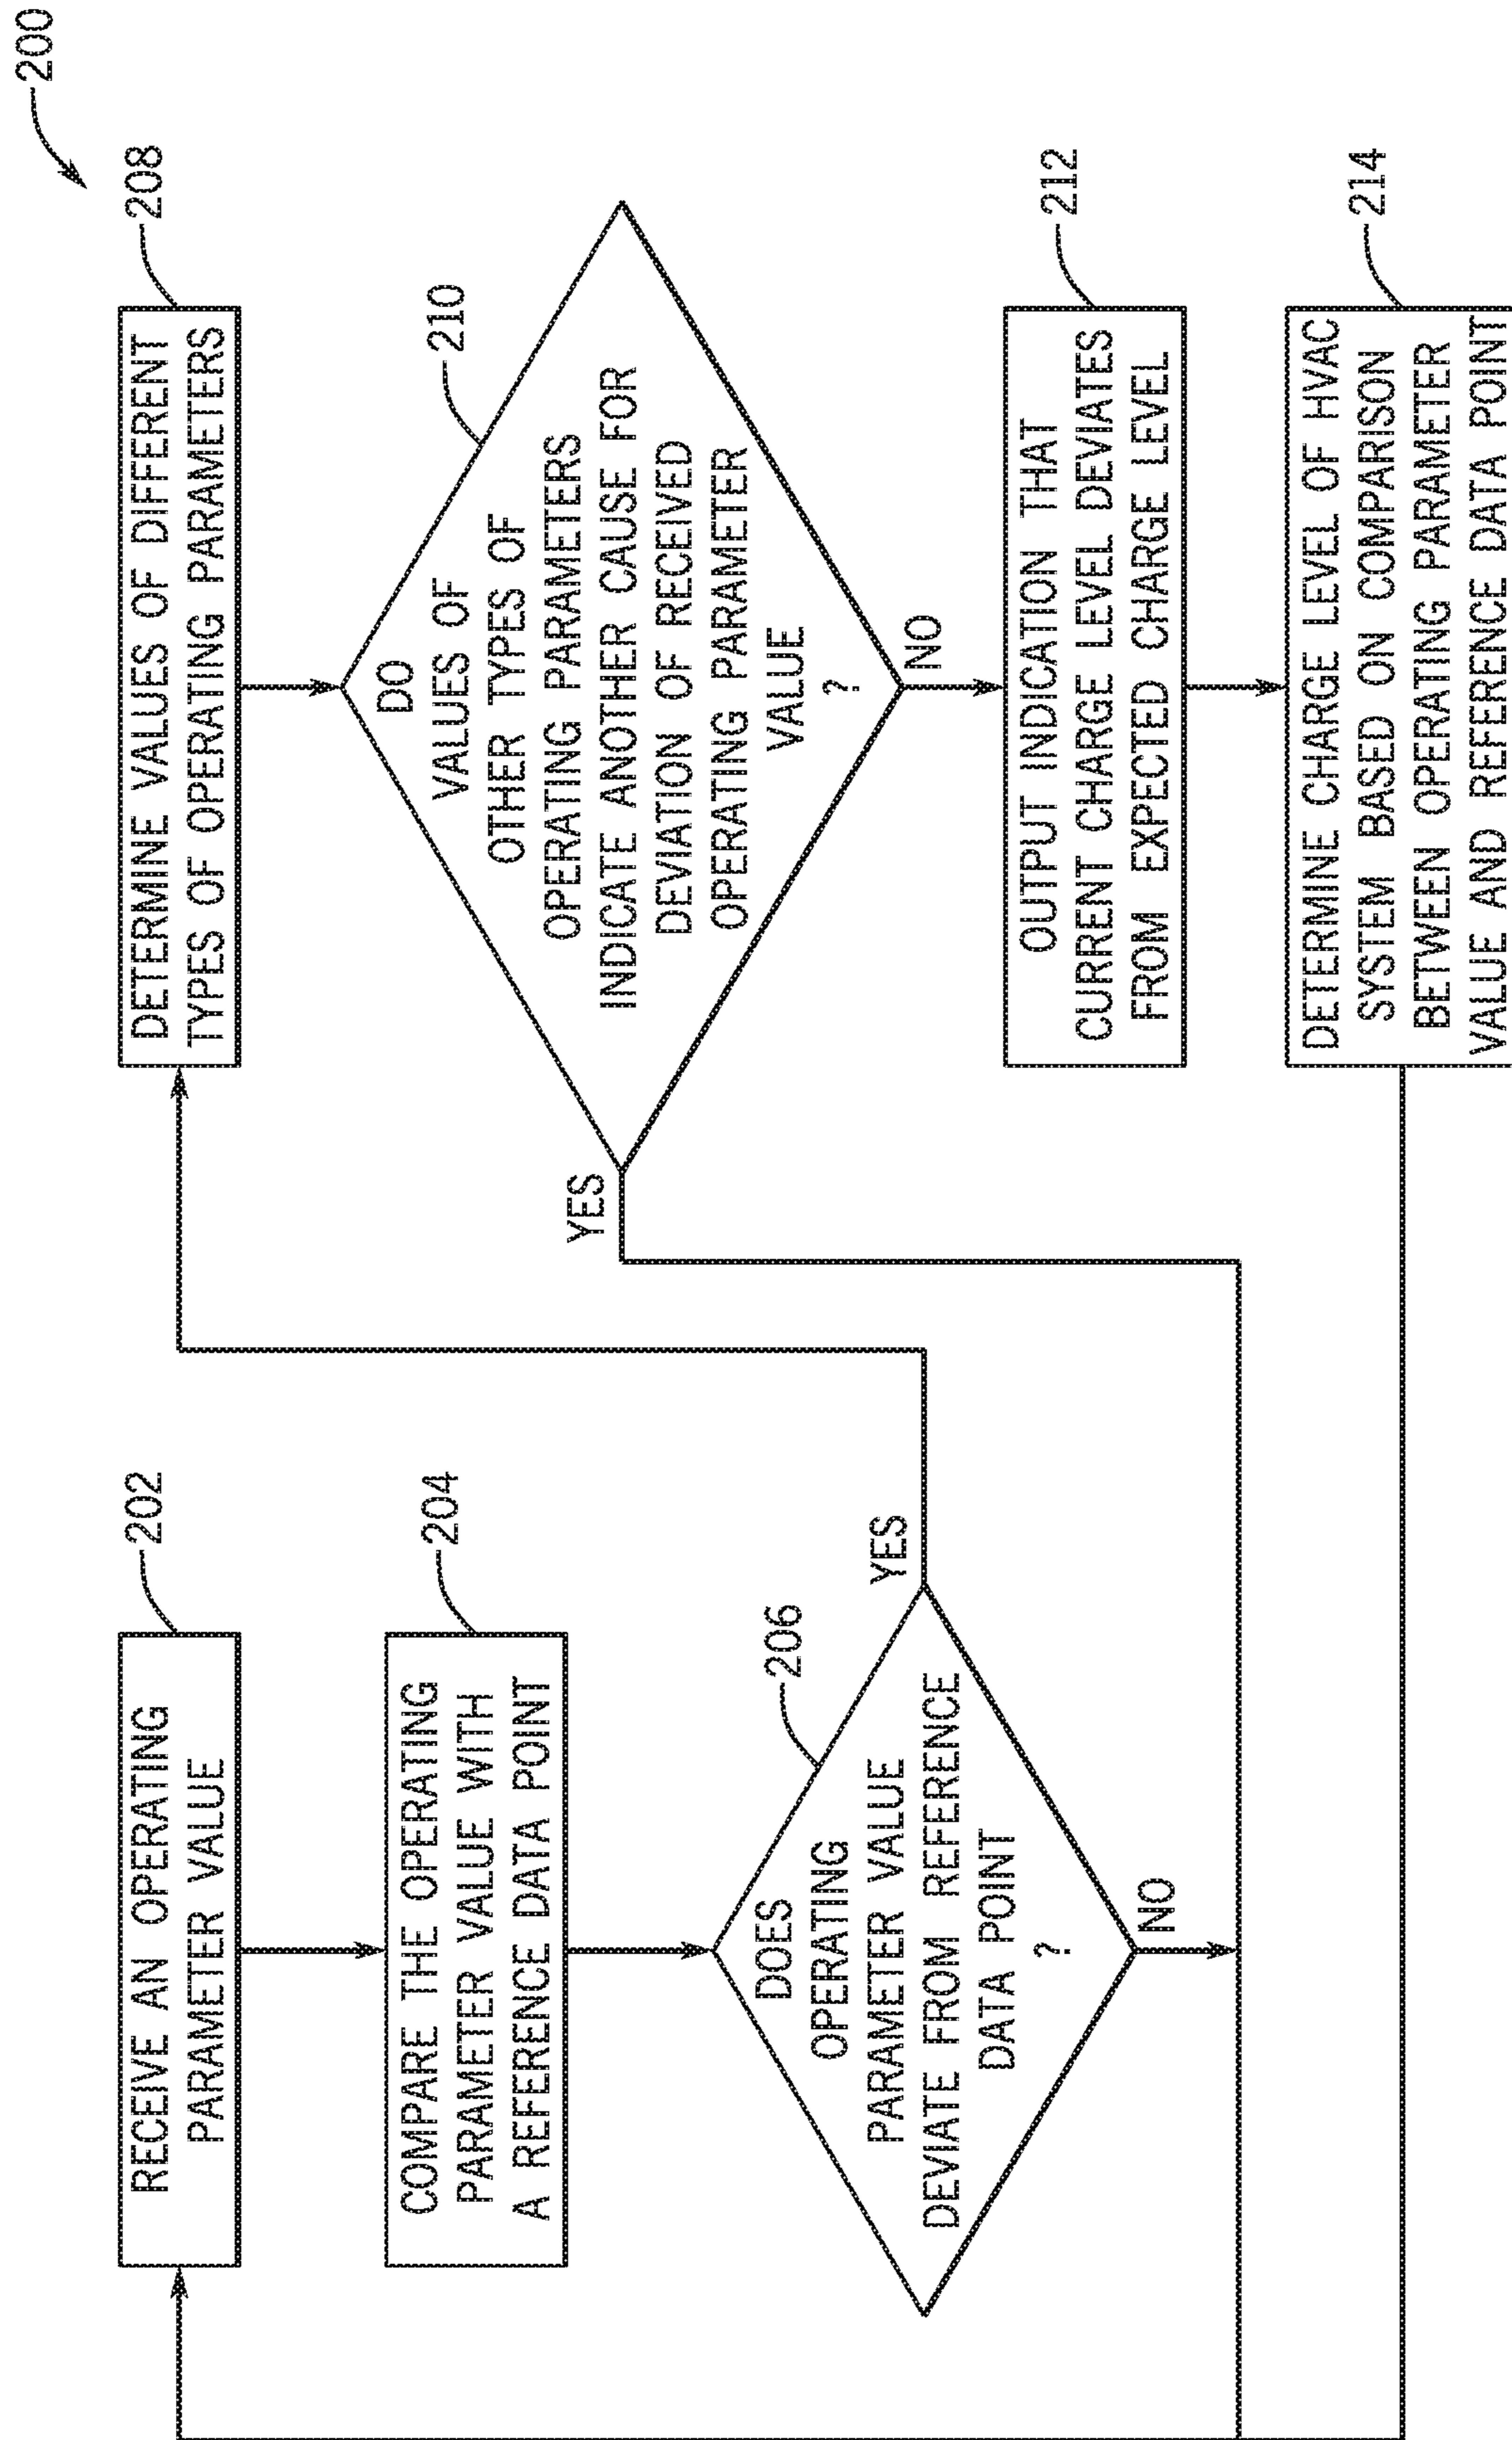 200
202
RECEIVE AN OPERATING
PARAMETER VALUE
204
COMPARE THE OPERATING
PARAMETER VALUE WITH
A REFERENCE DATA POINT
206
DOES
OPERATING
PARAMETER VALUE
DEVIATE FROM REFERENCE
DATA POINT
?
YES
NO
208
DETERMINE VALUES OF DIFFERENT
TYPES OF OPERATING PARAMETERS
210
DO
VALUES OF
OTHER TYPES OF
OPERATING PARAMETERS
INDICATE ANOTHER CAUSE FOR
DEVIATION OF RECEIVED
OPERATING PARAMETER
VALUE
?
YES
NO
212
OUTPUT INDICATION THAT
CURRENT CHARGE LEVEL DEVIATES
FROM EXPECTED CHARGE LEVEL
214
DETERMINE CHARGE LEVEL OF HVAC
SYSTEM BASED ON COMPARISON
BETWEEN OPERATING PARAMETER
VALUE AND REFERENCE DATA POINT